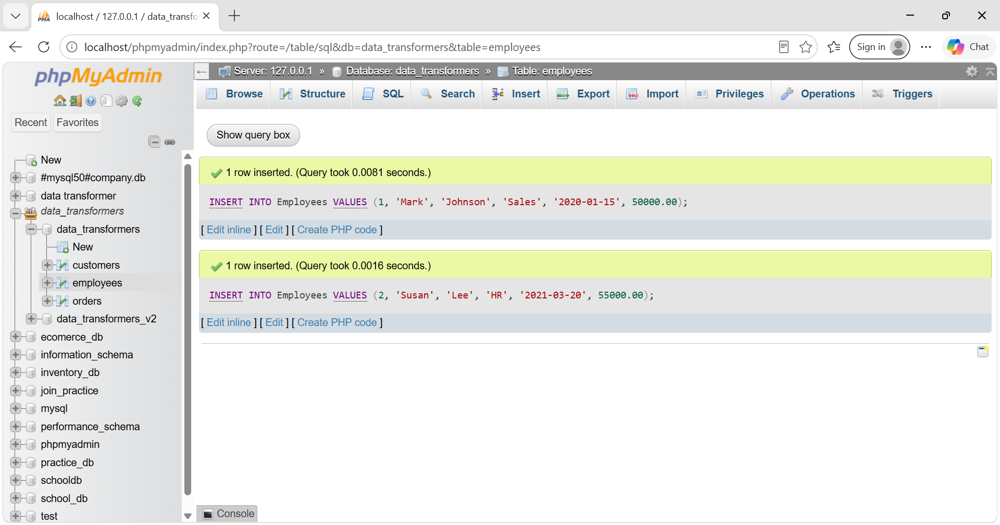 localhost / 127.0.0.1 / data_transfo
localhost/phpmyadmin/index.php?route=/table/sql&db=data_transformers&table=employees
Sign in
Chat
phpMyAdmin
Recent
Favorites
New
#mysql50#company.db
data transformer
data_transformers
data_transformers
New
customers
employees
orders
data_transformers_v2
ecomerce_db
information_schema
inventory_db
join_practice
mysql
performance_schema
phpmyadmin
practice_db
schooldb
school_db
test
Server: 127.0.0.1 » Database: data_transformers » Table: employees
Browse
Structure
SQL
Search
Insert
Export
Import
Privileges
Operations
Triggers
Show query box
1 row inserted. (Query took 0.0081 seconds.)
INSERT INTO Employees VALUES (1, 'Mark', 'Johnson', 'Sales', '2020-01-15', 50000.00);
[ Edit inline ] [ Edit ] [ Create PHP code ]
1 row inserted. (Query took 0.0016 seconds.)
INSERT INTO Employees VALUES (2, 'Susan', 'Lee', 'HR', '2021-03-20', 55000.00);
[ Edit inline ] [ Edit ] [ Create PHP code ]
Console